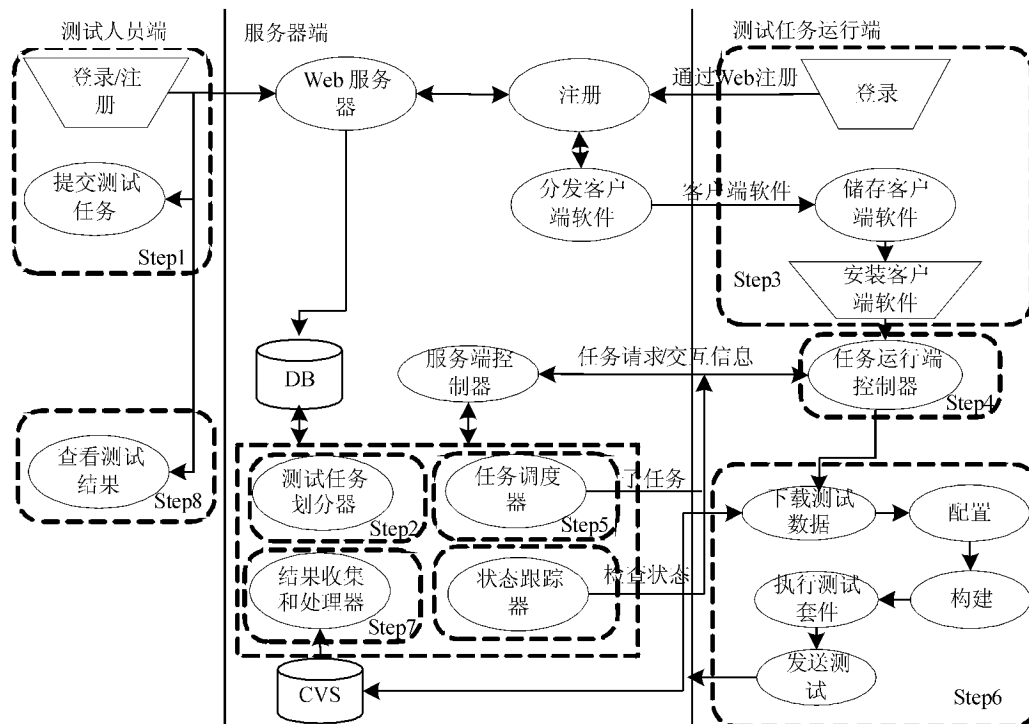 测试人员端
服务器端
测试任务运行端
登录/注
册
Web 服务
器
注册
通过Web注册
登录
提交测试
任务
Step1
分发客户
端软件
客户端软件
储存客户
端软件
Step3
安装客户
端软件
DB
服务端控
制器
任务请求/交互信息
任务运行端
控制器
Step4
查看测试
结果
Step8
测试任务
划分器
Step2
任务调度
器
Step5
子任务
下载测试
数据
配置
结果收集
和处理器
Step7
状态跟踪
器
检查状态
执行测试
套件
构建
CVS
发送测
试
Step6